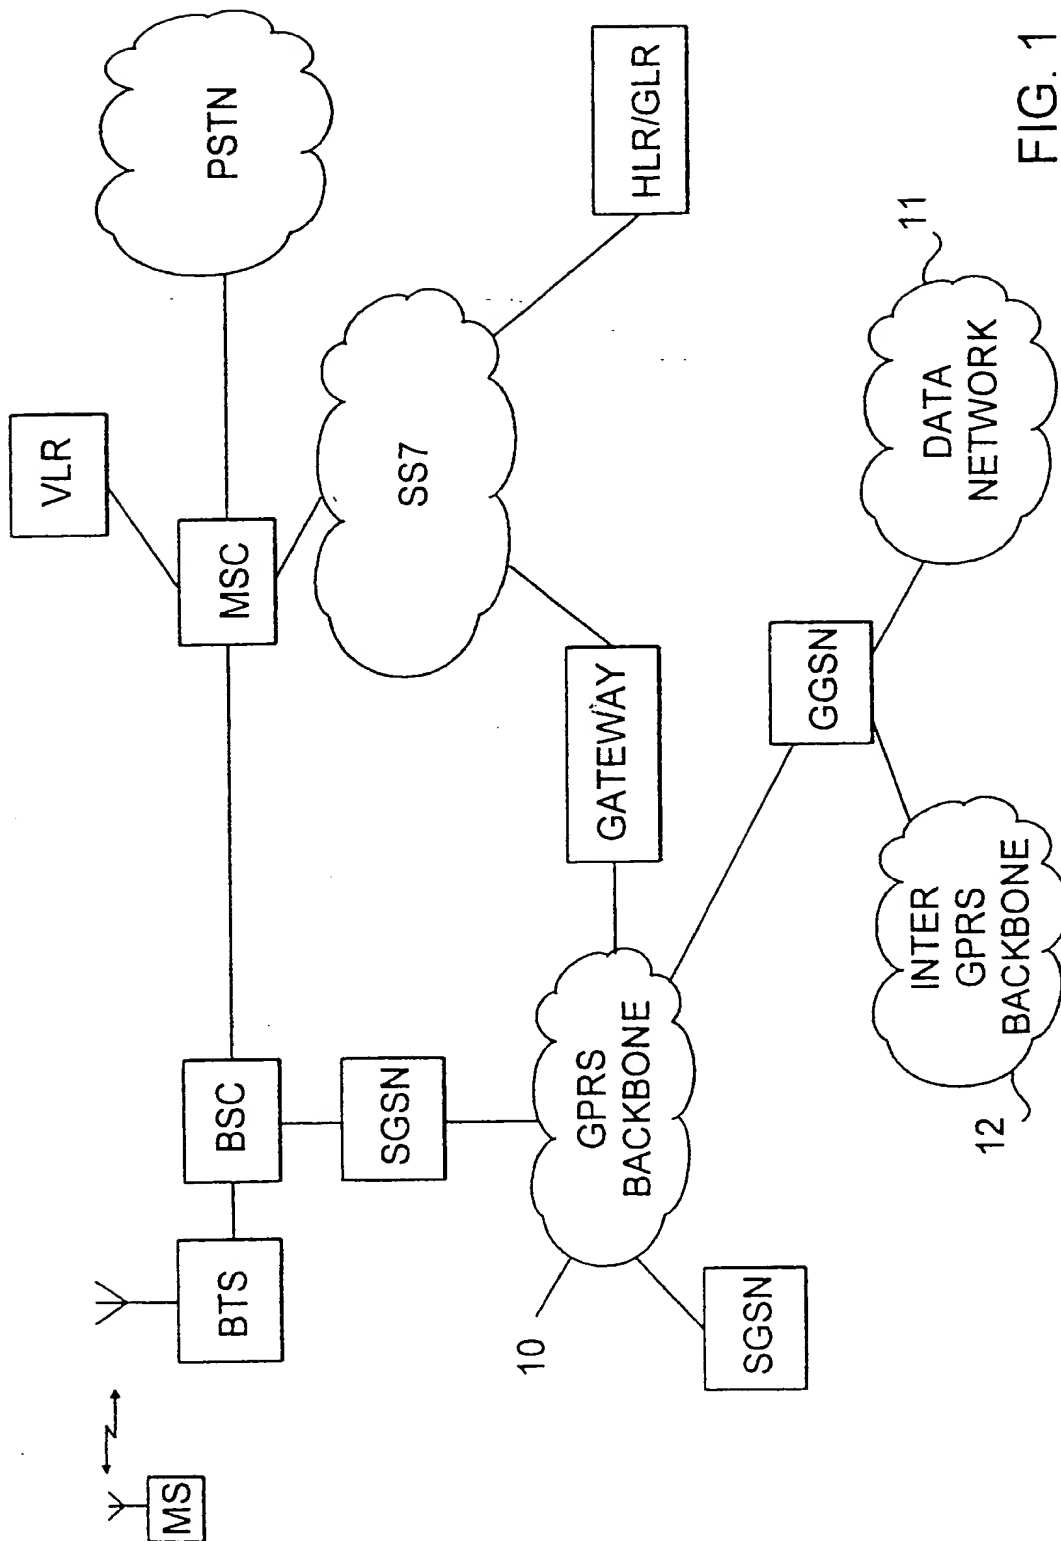 MS
BTS
BSC
MSC
VLR
PSTN
SGSN
SS7
GPRS
BACKBONE
10
GATEWAY
HLR/GLR
SGSN
GGSN
INTER
GPRS
BACKBONE
12
DATA
NETWORK
11
FIG. 1